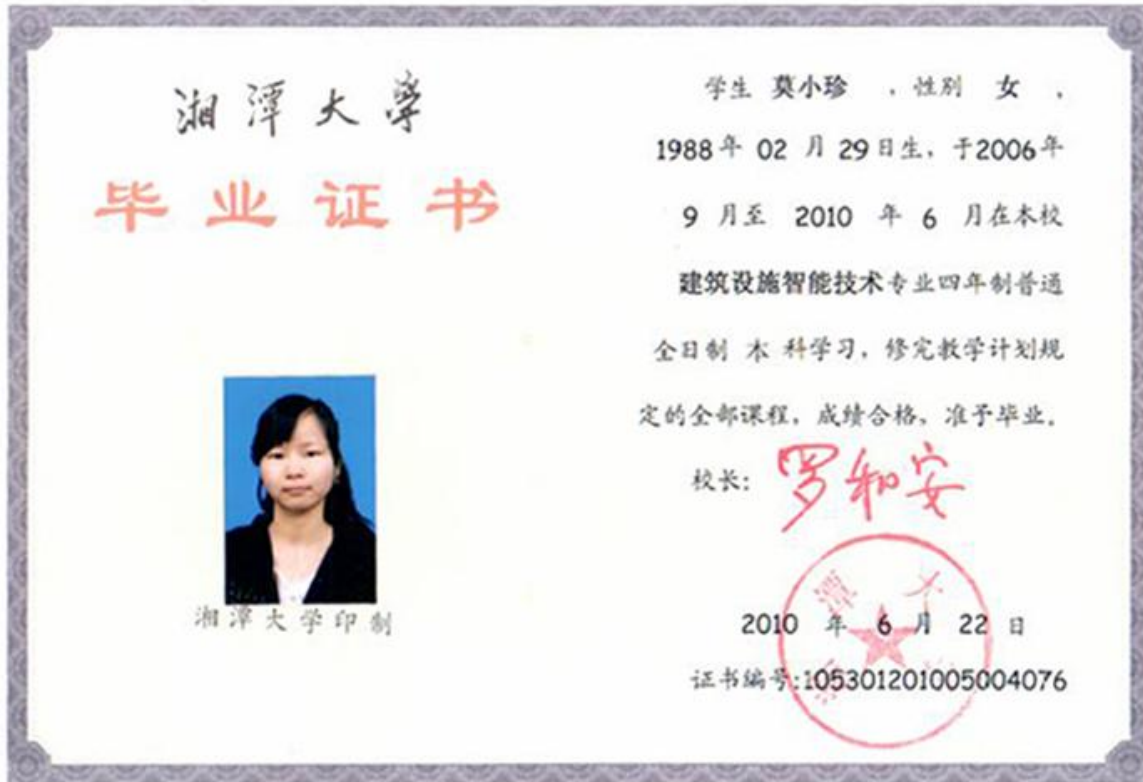 湘潭大学
毕业证书
湘潭大学印制
学生 莫小珍 ，性别 女 ，
1988年 02 月 29日生，于2006年
9 月至 2010 年 6 月在本校
建筑设施智能技术专业四年制普通
全日制 本 科学习，修完教学计划规
定的全部课程，成绩合格，准予毕业。
校长：罗和安
湘潭大学
2010 年 6 月 22 日
证书编号:105301201005004076